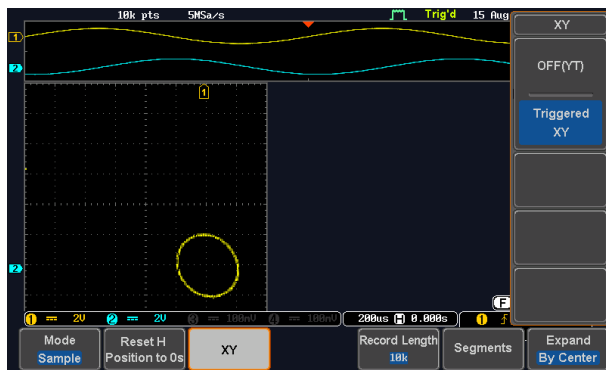 10k pts 5MSa/s Trig'd 15 Aug
XY
1
OFF(YT)
2
1
Triggered
XY
2
F
1 2V 2 2V 3 100mV 4 100mV 200us H 0.000s 1
Mode
Sample
Reset H
Position to 0s
XY
Record Length
10k
Segments
Expand
By Center